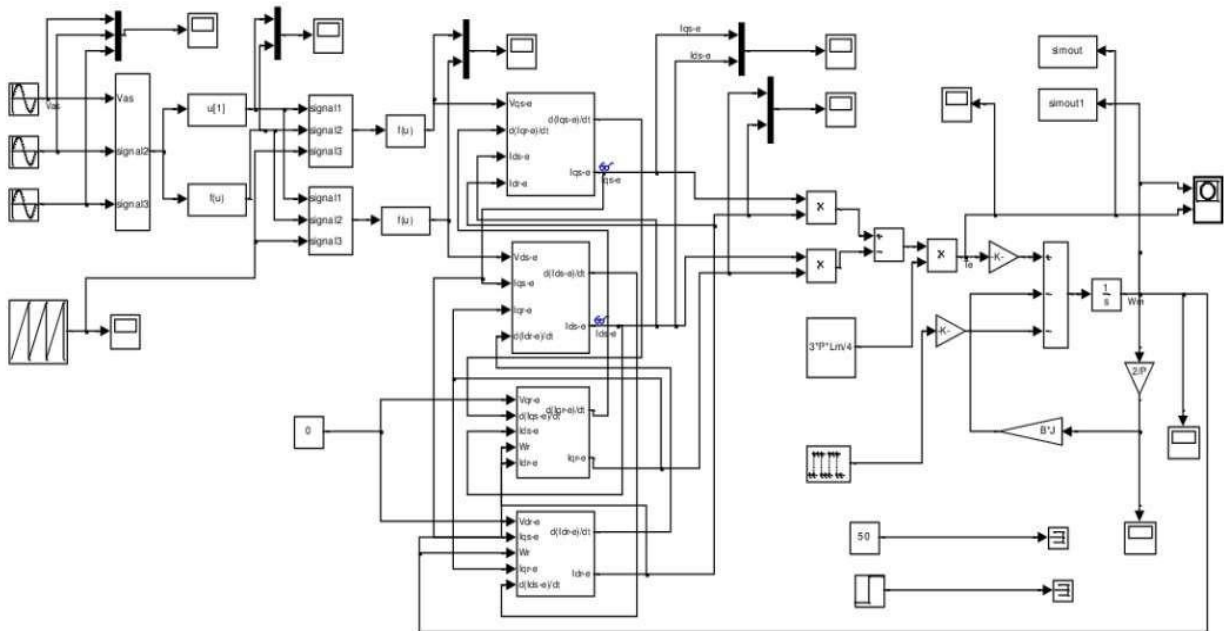 Vas
Vas
signal2
signal3
u[1]
f(u)
signal1
signal2
signal3
signal1
signal2
signal3
f(u)
f(u)
Vqs-e
d(Iqr-e)/dt
Ids-e
Idr-e
d(Iqs-e)/dt
Iqs-e
Iqs-e
Vds-e
Iqs-e
Iqr-e
d(Idr-e)/dt
d(Ids-e)/dt
Ids-e
Ids-e
Vqr-e
d(Iqs-e)/dt
Ids-e
Wr
Idr-e
d(Iqr-e)/dt
Iqr-e
Vdr-e
Iqs-e
Wr
Iqr-e
d(Ids-e)/dt
d(Idr-e)/dt
Idr-e
0
Iqs-e
Ids-e
x
x
+
−
x
Te
-K-
-K-
3*P*Lm/4
+
−
−
1
s
Wm
2/P
B*J
simout
simout1
50